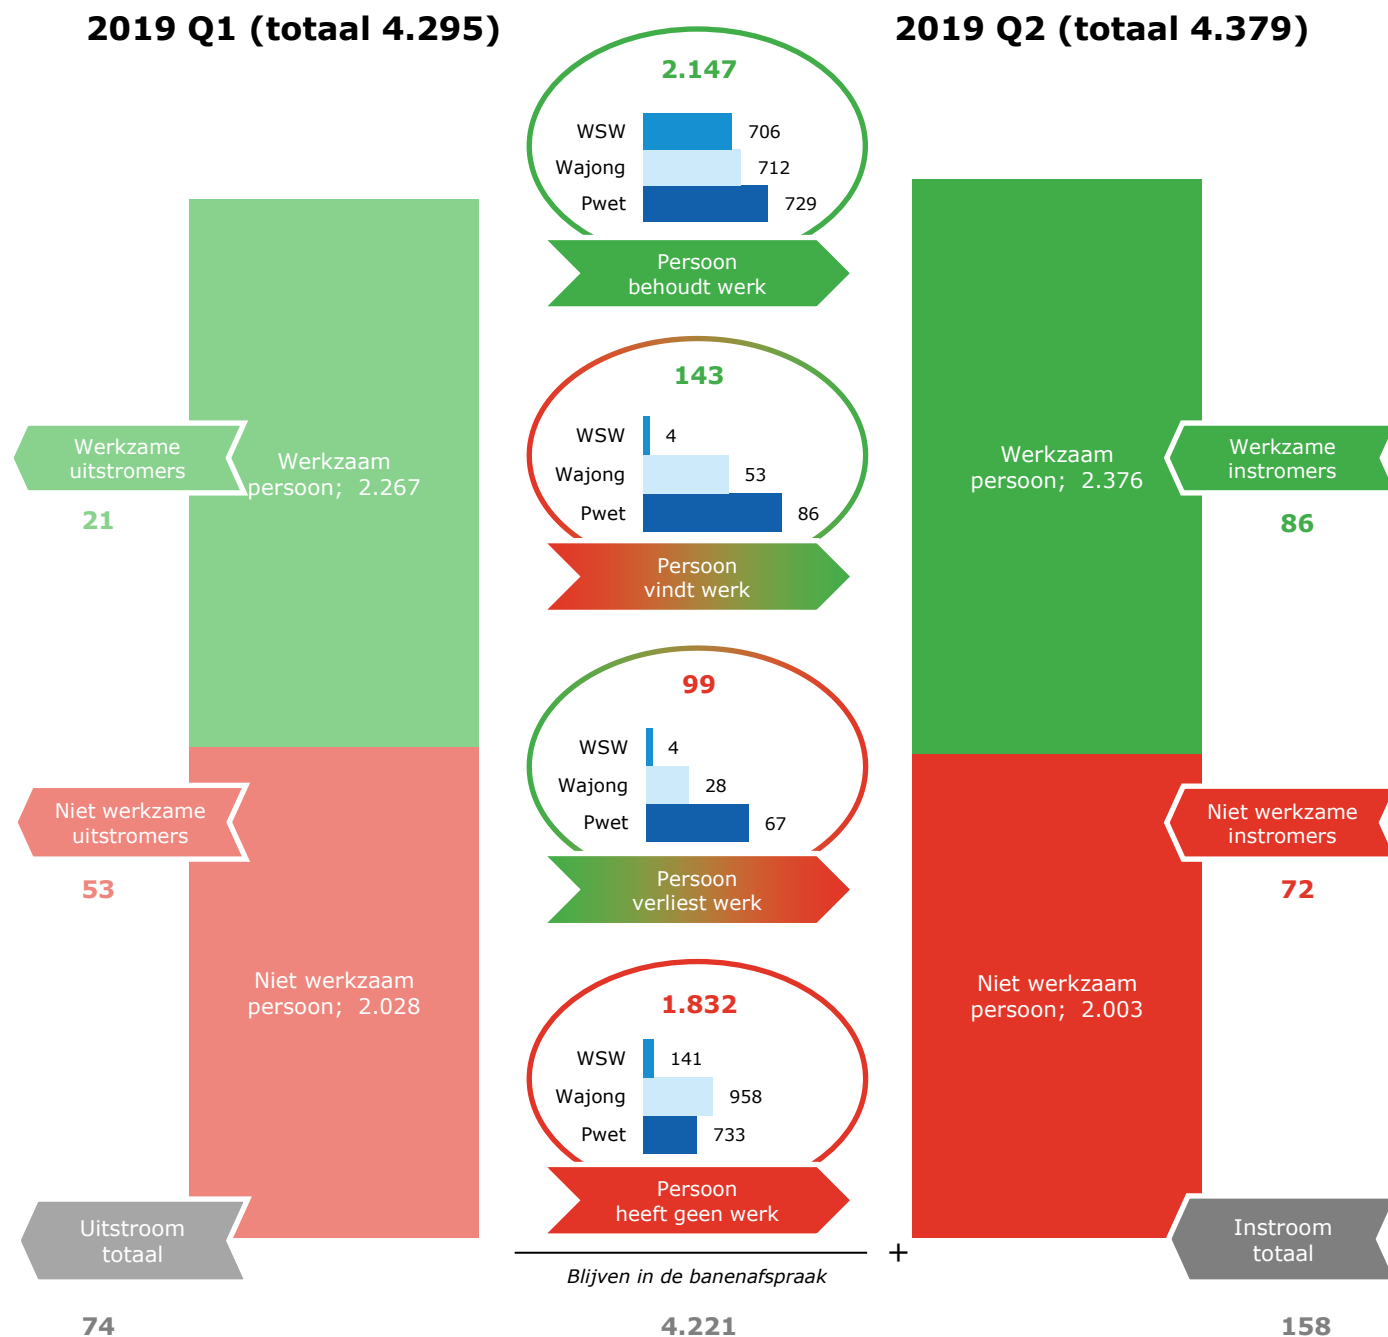 2019 Q1 (totaal 4.295)
2019 Q2 (totaal 4.379)
2.147
WSW 706
Wajong 712
Pwet 729
Persoon
behoudt werk
143
WSW 4
Wajong 53
Pwet 86
Persoon
vindt werk
99
WSW 4
Wajong 28
Pwet 67
Persoon
verliest werk
1.832
WSW 141
Wajong 958
Pwet 733
Persoon
heeft geen werk
Werkzame
uitstromers
21
Werkzaam
persoon; 2.267
Niet werkzame
uitstromers
53
Niet werkzaam
persoon; 2.028
Uitstroom
totaal
74
Werkzaam
persoon; 2.376
Werkzame
instromers
86
Niet werkzame
instromers
72
Niet werkzaam
persoon; 2.003
Instroom
totaal
158
+
Blijven in de banenafspraak
4.221